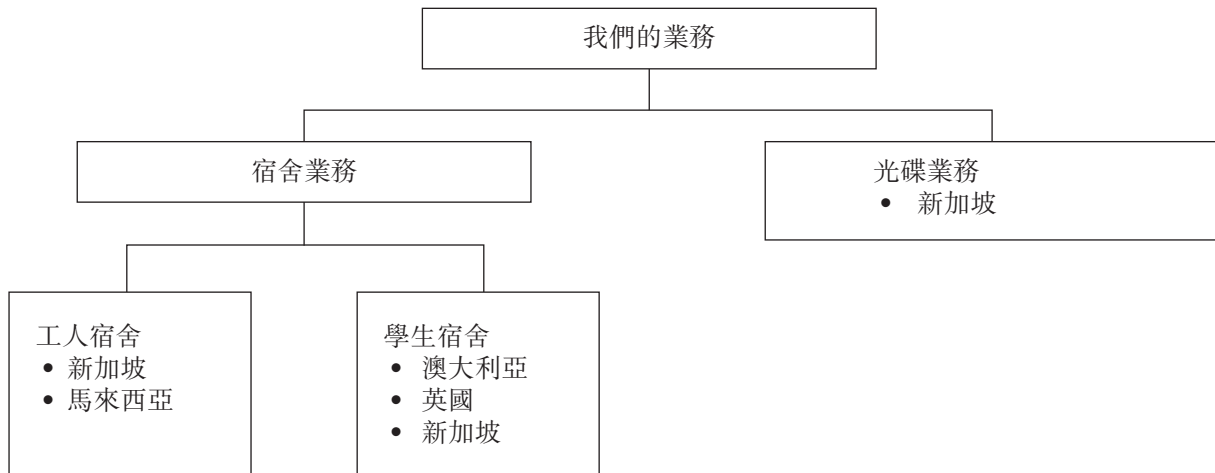 我們的業務
宿舍業務
光碟業務
• 新加坡
工人宿舍
• 新加坡
• 馬來西亞
學生宿舍
• 澳大利亞
• 英國
• 新加坡